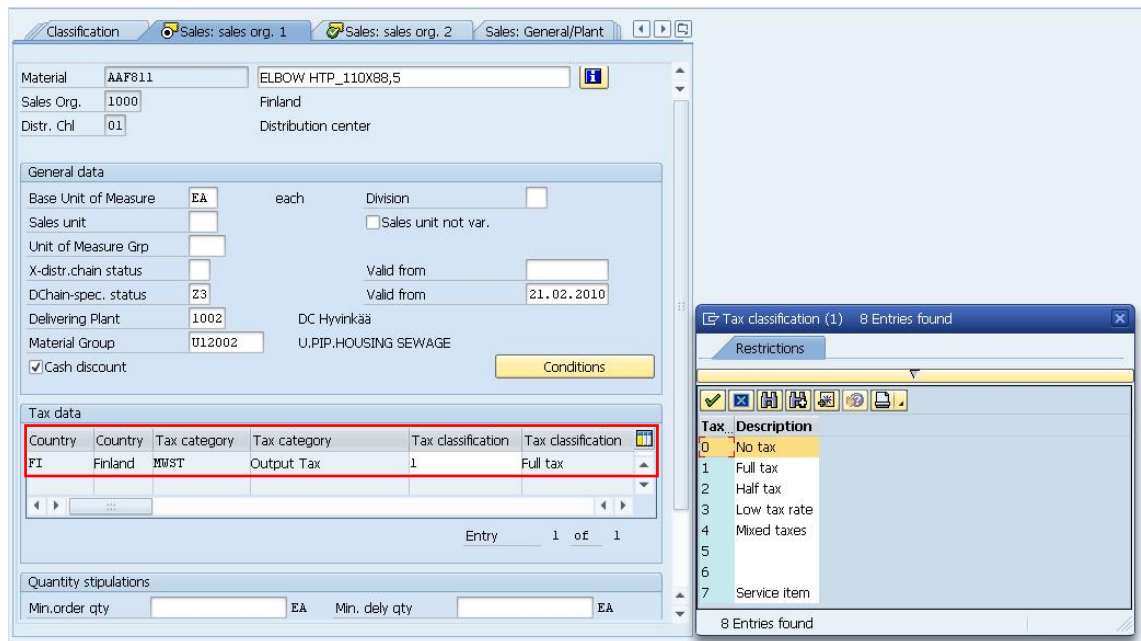 Classification Sales: sales org. 1 Sales: sales org. 2 Sales: General/Plant
Material AAF811 ELBOW HTP_110X88,5
Sales Org. 1000 Finland
Distr. Chl 01 Distribution center
General data
Base Unit of Measure EA each Division
Sales unit Sales unit not var.
Unit of Measure Grp
X-distr.chain status Valid from
DChain-spec. status Z3 Valid from 21.02.2010
Delivering Plant 1002 DC Hyvinkää
Material Group U12002 U.PIP.HOUSING SEWAGE
Cash discount Conditions
Tax data
Country Country Tax category Tax category Tax classification Tax classification
FI Finland MWST Output Tax 1 Full tax
Entry 1 of 1
Quantity stipulations
Min.order qty EA Min. dely qty EA
Tax classification (1) 8 Entries found
Restrictions
Tax... Description
0 No tax
1 Full tax
2 Half tax
3 Low tax rate
4 Mixed taxes
5
6
7 Service item
8 Entries found